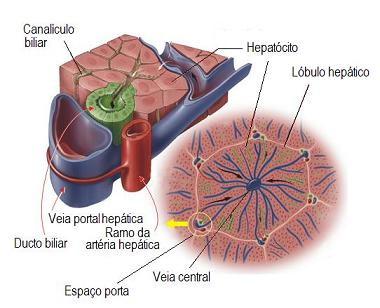 Canalículo
biliar
Hepatócito
Lóbulo hepático
Veia portal hepática
Ramo da
artéria hepática
Ducto biliar
Veia central
Espaço porta